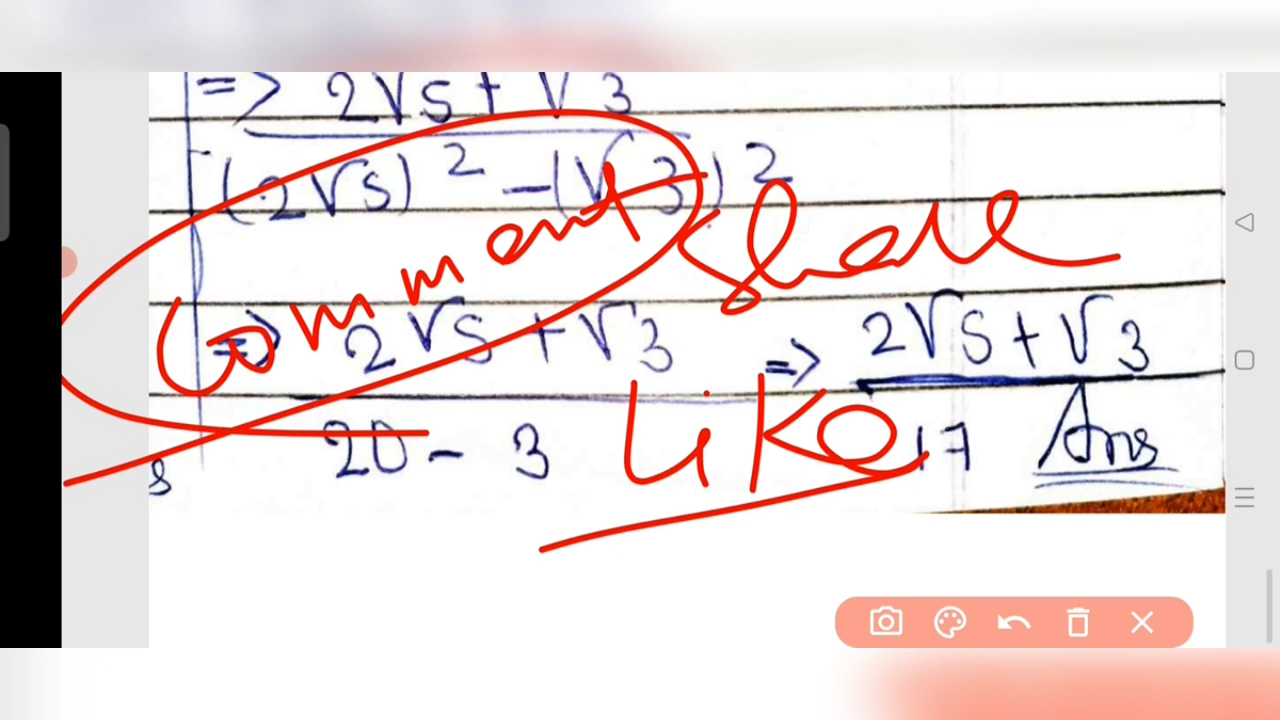 => 2√5 + √3
(2√5)² - (√3)²
Comment Share
=> 2√5 + √3 => 2√5 + √3
20 - 3 17 Ans
Like